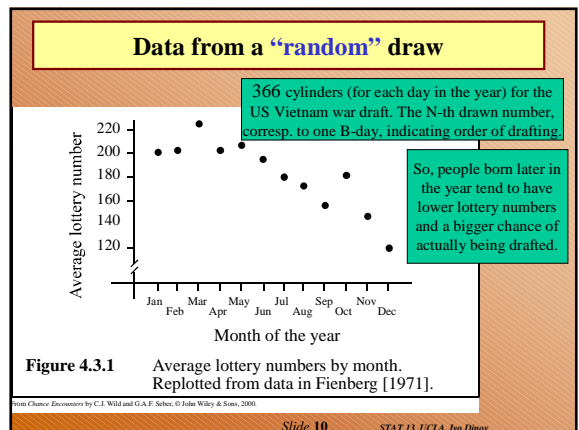 Data from a “random” draw
366 cylinders (for each day in the year) for the
US Vietnam war draft. The N-th drawn number,
corresp. to one B-day, indicating order of drafting.
So, people born later in
the year tend to have
lower lottery numbers
and a bigger chance of
actually being drafted.
Average lottery number
220
200
180
160
140
120
Jan Feb Mar Apr May Jun Jul Aug Sep Oct Nov Dec
Month of the year
Figure 4.3.1 Average lottery numbers by month.
Replotted from data in Fienberg [1971].
From Chance Encounters by C.J. Wild and G.A.F. Seber, © John Wiley & Sons, 2000.
Slide 10 STAT 13, UCLA, Ivo Dinov